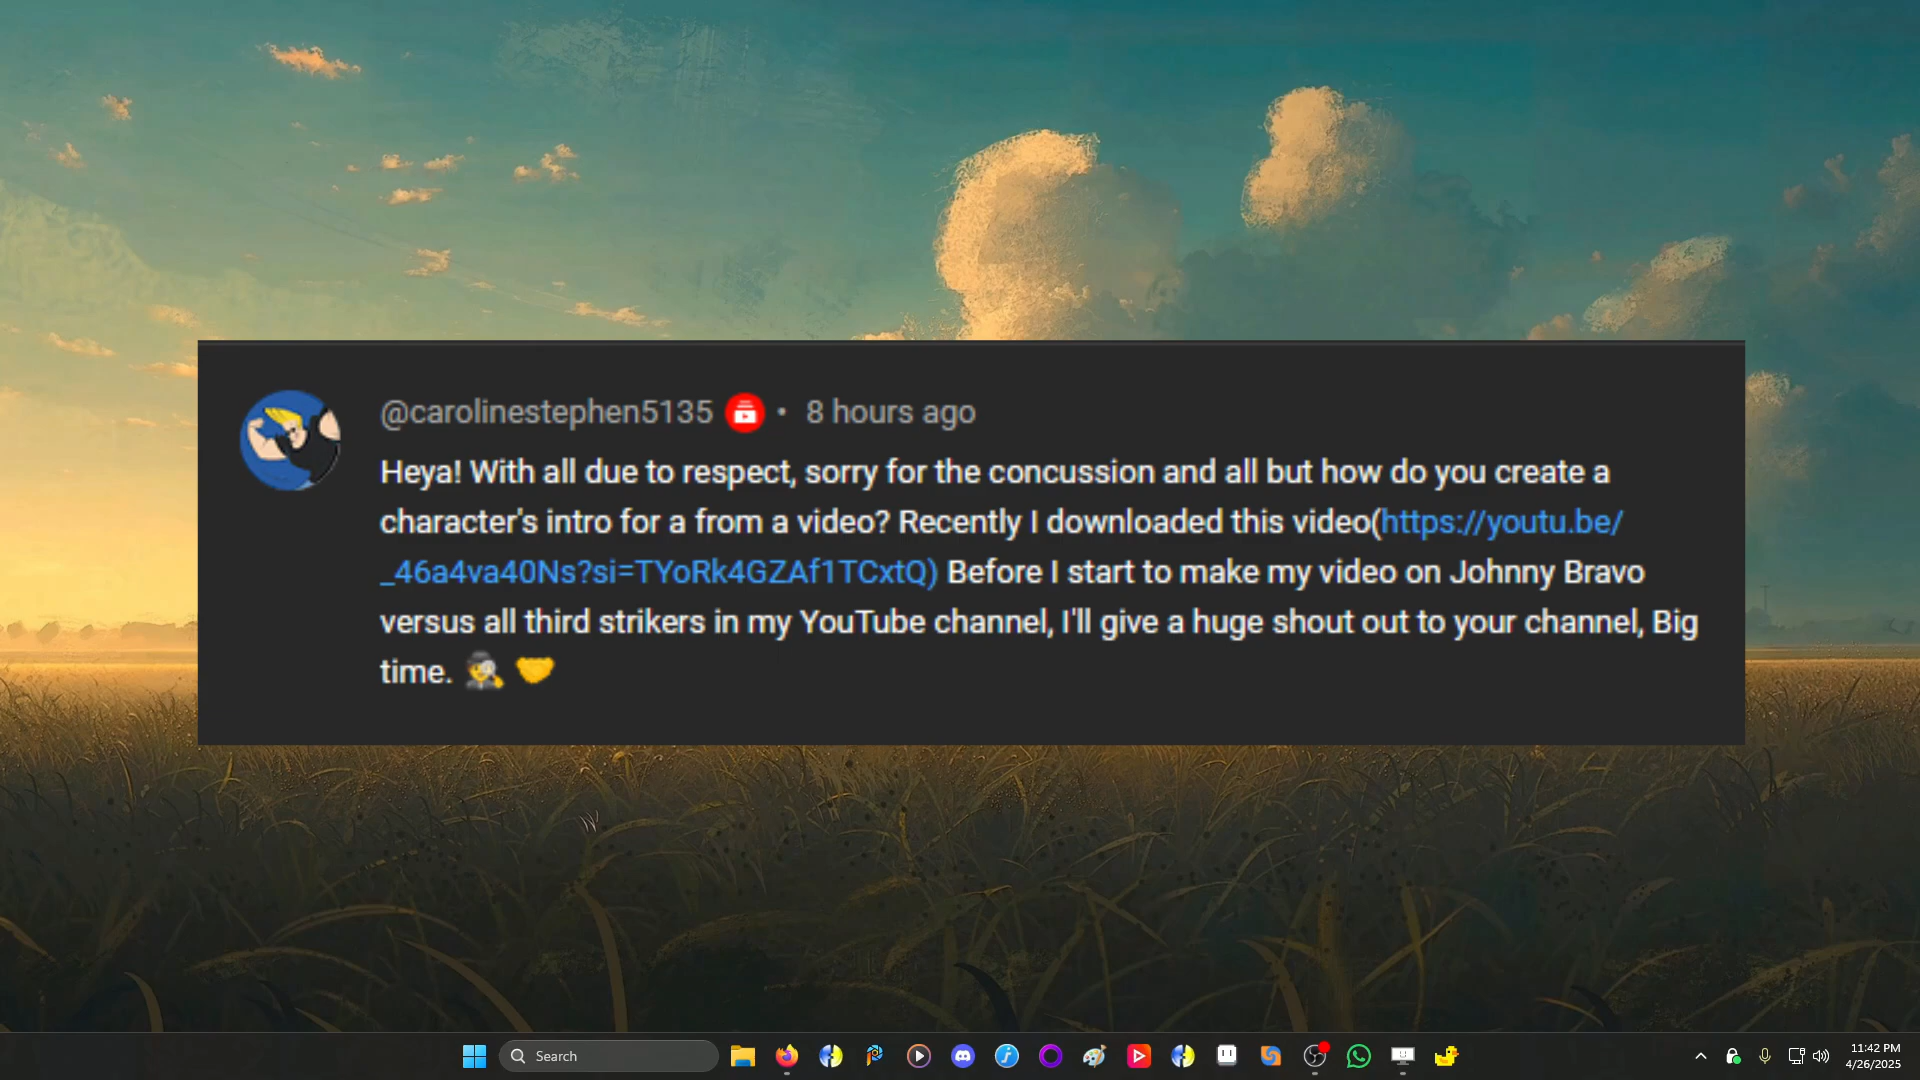 @carolinestephen5135 • 8 hours ago
Heya! With all due to respect, sorry for the concussion and all but how do you create a
character's intro for a from a video? Recently I downloaded this video(https://youtu.be/
_46a4va40Ns?si=TYoRk4GZAf1TCxtQ) Before I start to make my video on Johnny Bravo
versus all third strikers in my YouTube channel, I'll give a huge shout out to your channel, Big
time. 🕵️ 🤝
Search
11:42 PM
4/26/2025